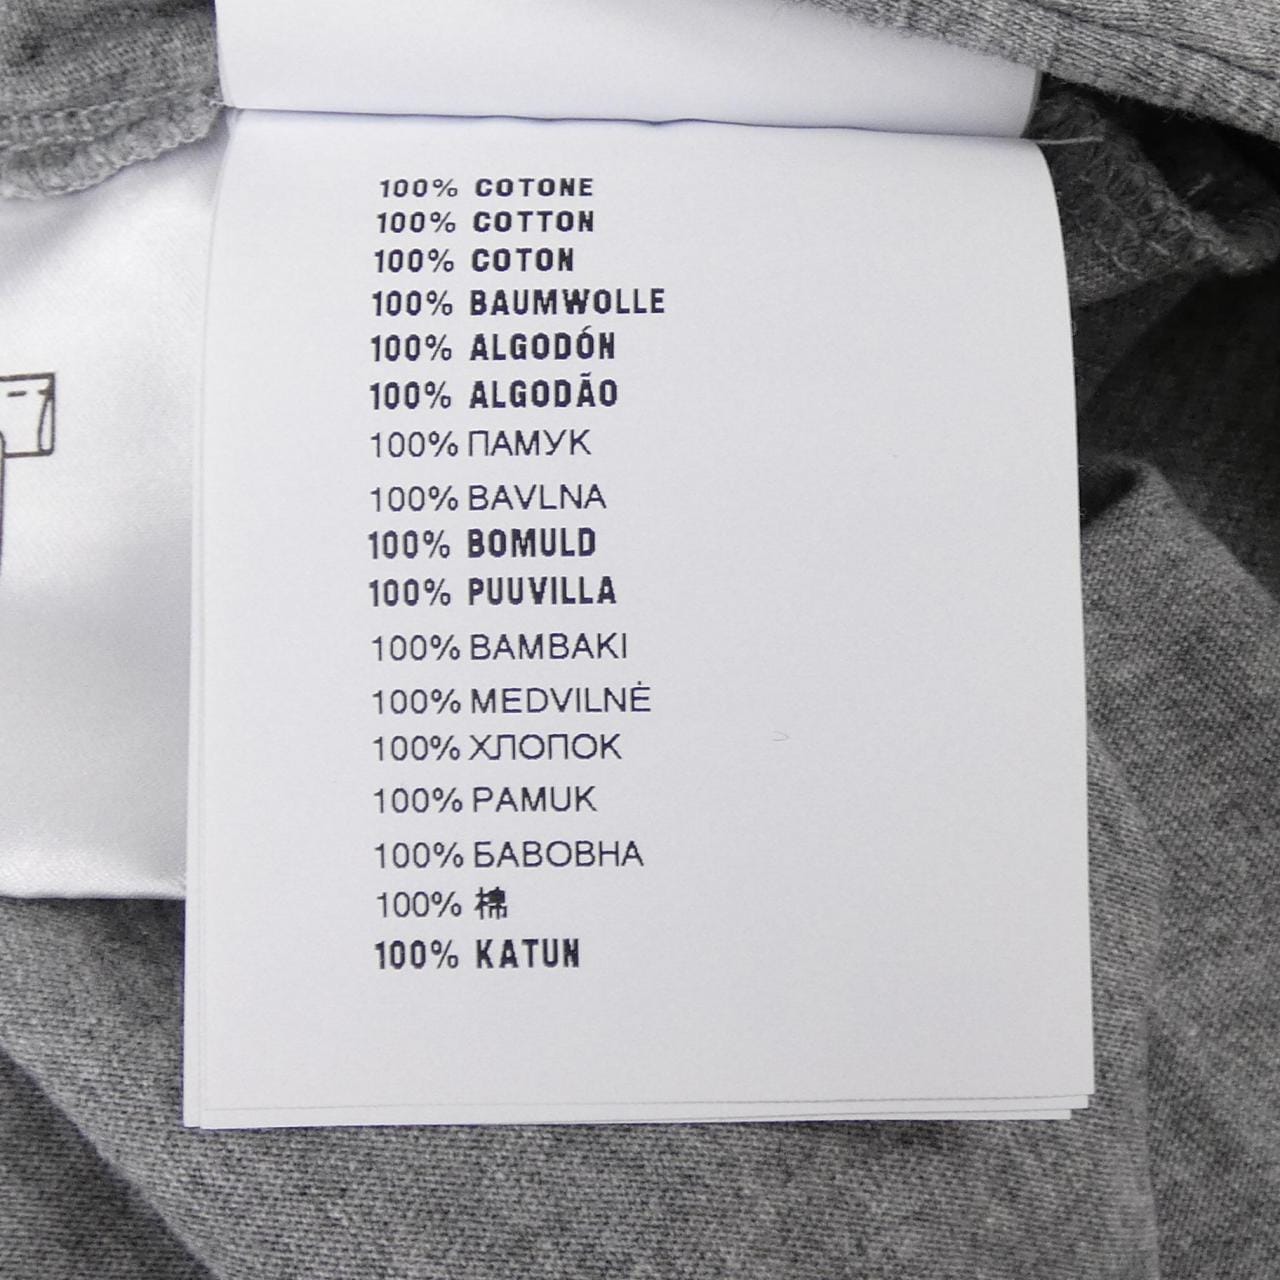 100% COTONE
100% COTTON
100% COTON
100% BAUMWOLLE
100% ALGODÓN
100% ALGODÃO
100% ПАМУК
100% BAVLNA
100% BOMULD
100% PUUVILLA
100% BAMBAKI
100% MEDVILNĖ
100% ХЛОПОК
100% PAMUK
100% БАВОВНА
100% 棉
100% KATUN